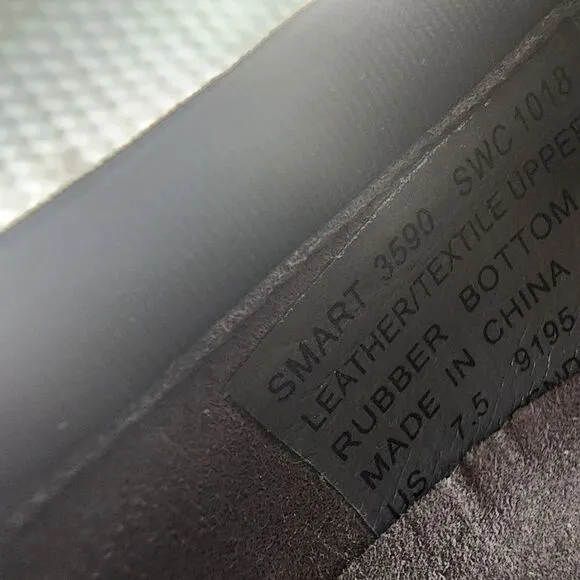 SMART 3590 SWC 1018
LEATHER/TEXTILE UPPER
RUBBER BOTTOM
MADE IN CHINA 9195
US 7.5